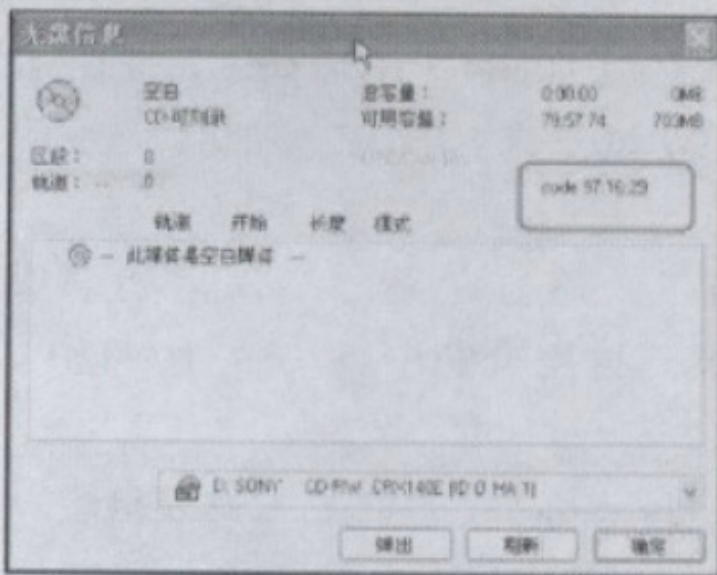 光盘信息
空白 总容量： 0:00.00 0MB
CD-可刻录 可用容量： 79:57.74 703MB
区段： 0
轨道： 0
code 97:16:29
轨道 开始 长度 模式
— 此媒体是空白媒体 —
D: SONY CD-RW CRX140E
弹出 刷新 确定